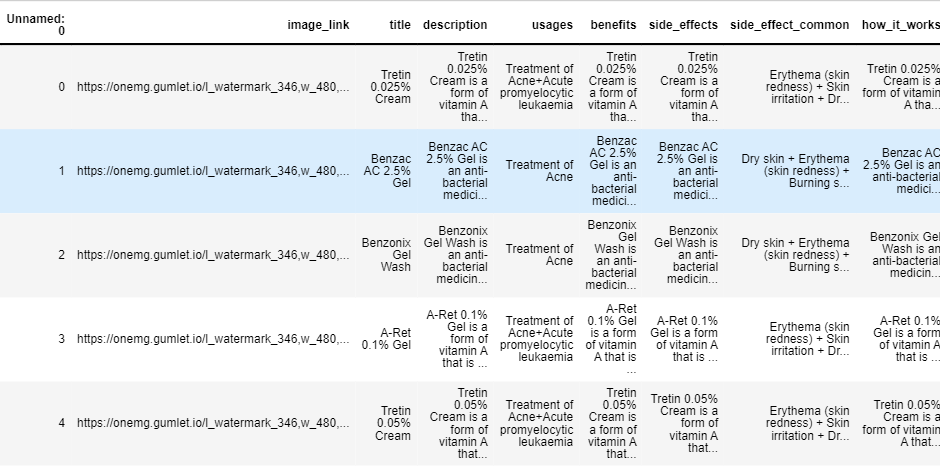 Unnamed:
0
image_link
title
description
usages
benefits
side_effects
side_effect_common
how_it_works
0
https://onemg.gumlet.io/l_watermark_346,w_480,...
Tretin
0.025%
Cream
Tretin
0.025%
Cream is a
form of
vitamin A
tha...
Treatment of
Acne+Acute
promyelocytic
leukaemia
Tretin
0.025%
Cream is
a form of
vitamin A
tha...
Tretin
0.025%
Cream is a
form of
vitamin A
tha...
Erythema (skin
redness) + Skin
irritation + Dr...
Tretin 0.025%
Cream is a
form of vitamin
A tha...
1
https://onemg.gumlet.io/l_watermark_346,w_480,...
Benzac
AC 2.5%
Gel
Benzac AC
2.5% Gel is
an anti-
bacterial
medici...
Treatment of
Acne
Benzac
AC 2.5%
Gel is an
anti-
bacterial
medici...
Benzac AC
2.5% Gel is
an anti-
bacterial
medici...
Dry skin + Erythema
(skin redness) +
Burning s...
Benzac AC
2.5% Gel is an
anti-bacterial
medici...
2
https://onemg.gumlet.io/l_watermark_346,w_480,...
Benzonix
Gel
Wash
Benzonix
Gel Wash is
an anti-
bacterial
medicin...
Treatment of
Acne
Benzonix
Gel
Wash is
an anti-
bacterial
medicin...
Benzonix
Gel Wash is
an anti-
bacterial
medicin...
Dry skin + Erythema
(skin redness) +
Burning s...
Benzonix Gel
Wash is an
anti-bacterial
medicin...
3
https://onemg.gumlet.io/l_watermark_346,w_480,...
A-Ret
0.1% Gel
A-Ret 0.1%
Gel is a
form of
vitamin A
that is ...
Treatment of
Acne+Acute
promyelocytic
leukaemia
A-Ret
0.1% Gel
is a form
of vitamin
A that is
...
A-Ret 0.1%
Gel is a form
of vitamin A
that is ...
Erythema (skin
redness) + Skin
irritation + Dr...
A-Ret 0.1%
Gel is a form
of vitamin A
that is ...
4
https://onemg.gumlet.io/l_watermark_346,w_480,...
Tretin
0.05%
Cream
Tretin
0.05%
Cream is a
form of
vitamin A
that...
Treatment of
Acne+Acute
promyelocytic
leukaemia
Tretin
0.05%
Cream is
a form of
vitamin A
that...
Tretin 0.05%
Cream is a
form of
vitamin A
that...
Erythema (skin
redness) + Skin
irritation + Dr...
Tretin 0.05%
Cream is a
form of vitamin
A that...